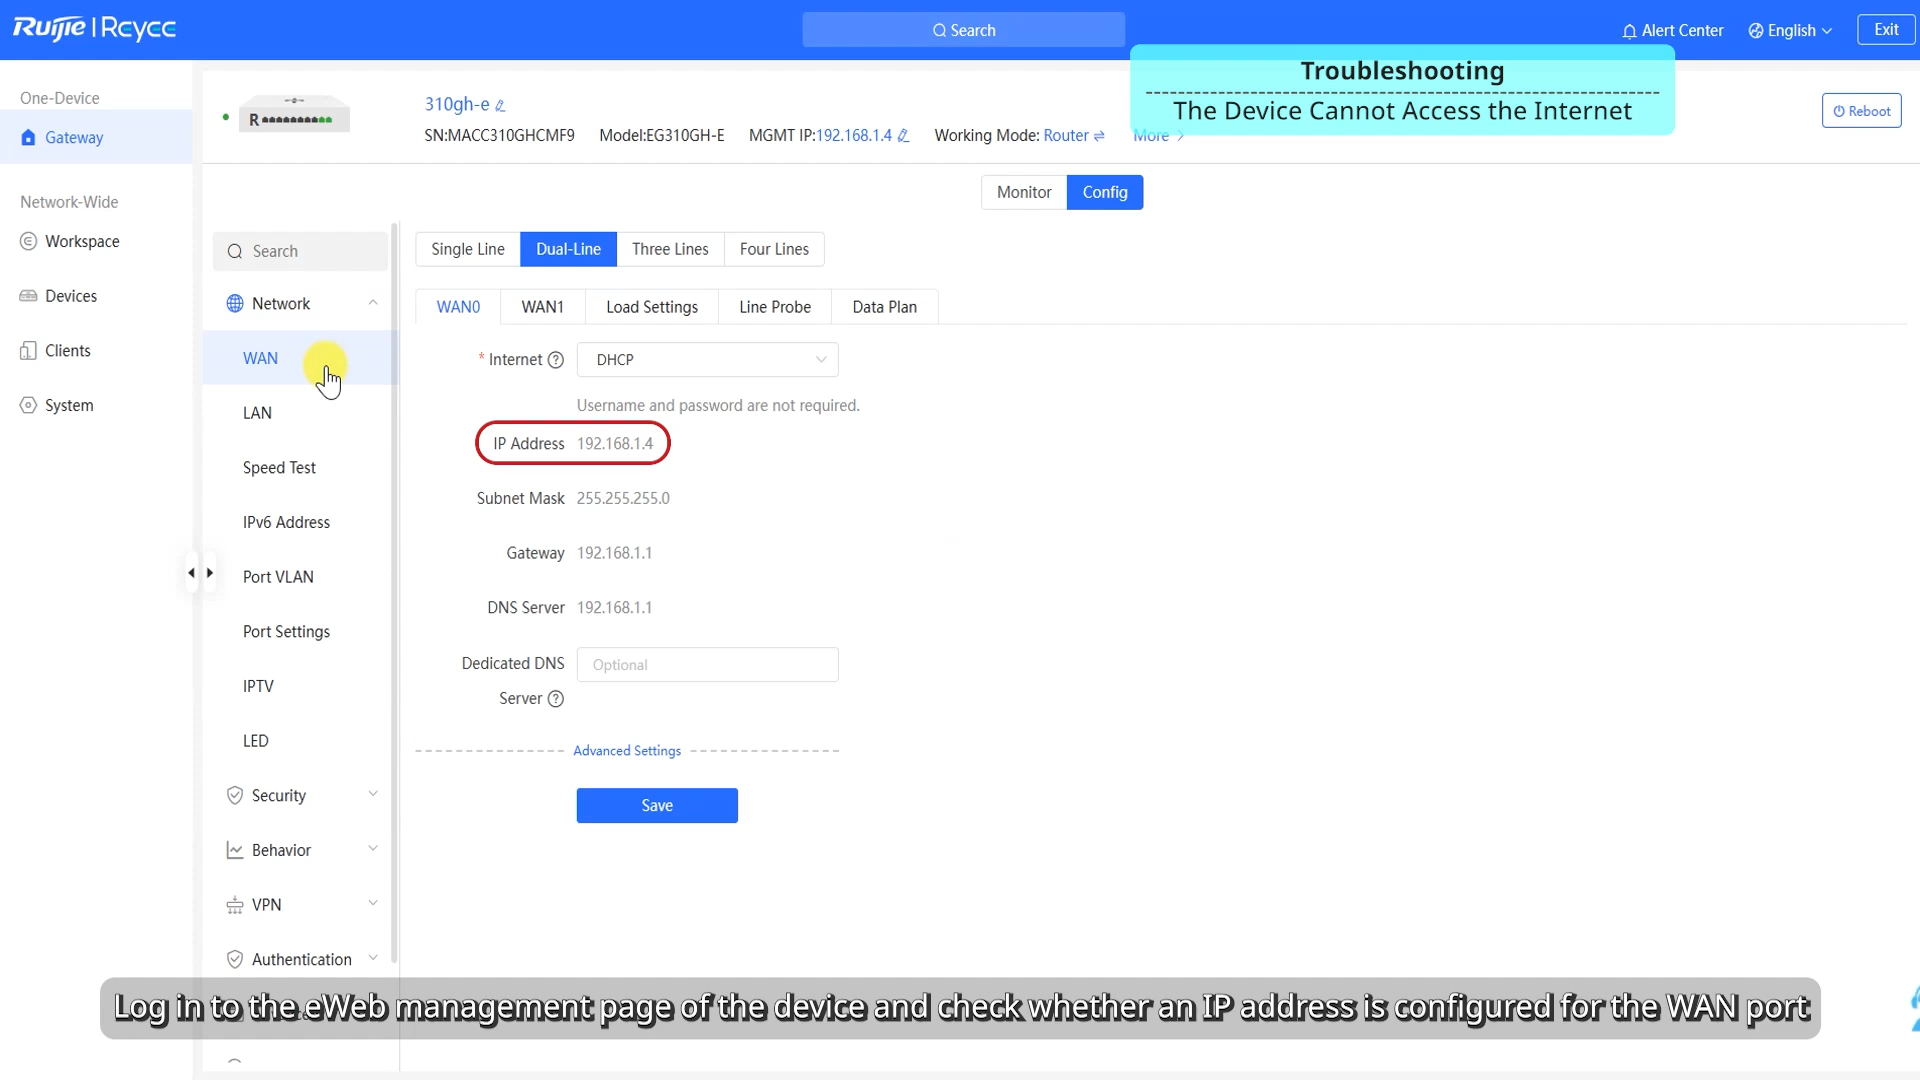 Ruijie | Reyee
Search
Alert Center
English
Exit
Troubleshooting
The Device Cannot Access the Internet
One-Device
Gateway
Network-Wide
Workspace
Devices
Clients
System
310gh-e
SN:MACC310GHCMF9 Model:EG310GH-E MGMT IP:192.168.1.4 Working Mode: Router More
Reboot
Monitor Config
Search
Network
WAN
LAN
Speed Test
IPv6 Address
Port VLAN
Port Settings
IPTV
LED
Security
Behavior
VPN
Authentication
Single Line Dual-Line Three Lines Four Lines
WAN0 WAN1 Load Settings Line Probe Data Plan
* Internet DHCP
Username and password are not required.
IP Address 192.168.1.4
Subnet Mask 255.255.255.0
Gateway 192.168.1.1
DNS Server 192.168.1.1
Dedicated DNS Optional
Server
Advanced Settings
Save
Log in to the eWeb management page of the device and check whether an IP address is configured for the WAN port